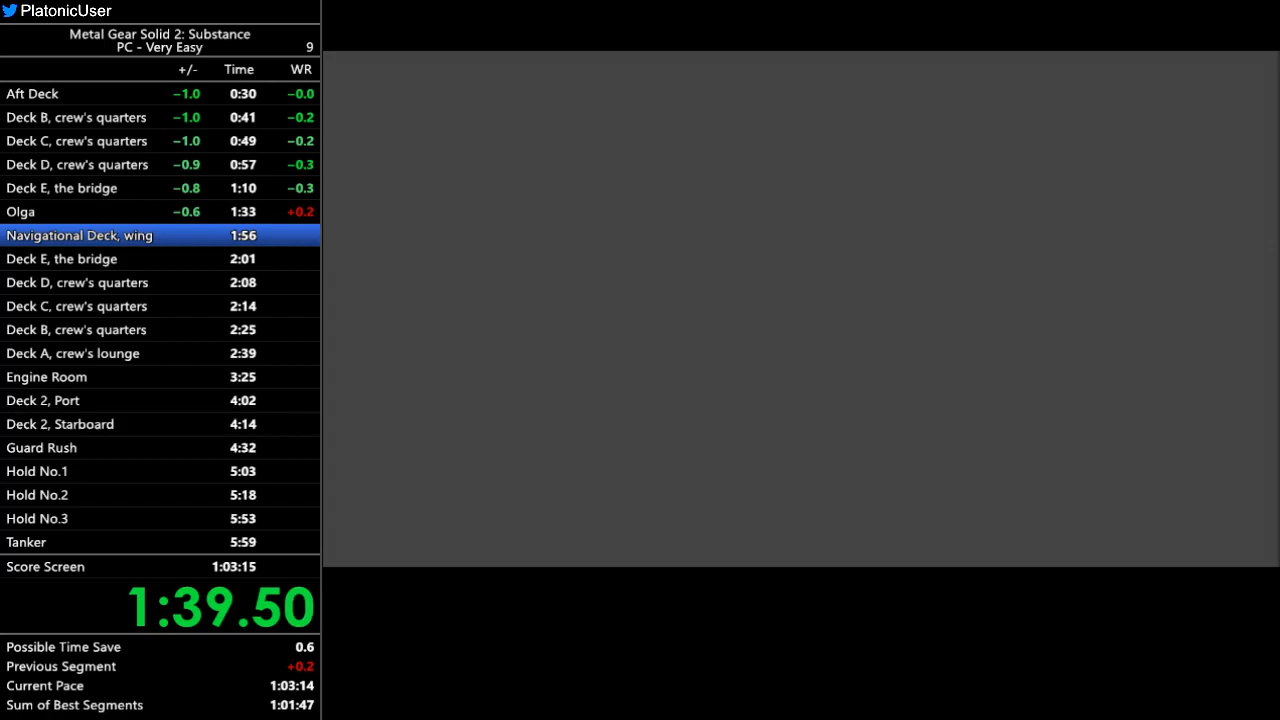 PlatonicUser
Metal Gear Solid 2: Substance
PC - Very Easy 9
+/- Time WR
Aft Deck −1.0 0:30 −0.0
Deck B, crew's quarters −1.0 0:41 −0.2
Deck C, crew's quarters −1.0 0:49 −0.2
Deck D, crew's quarters −0.9 0:57 −0.3
Deck E, the bridge −0.8 1:10 −0.3
Olga −0.6 1:33 +0.2
Navigational Deck, wing 1:56
Deck E, the bridge 2:01
Deck D, crew's quarters 2:08
Deck C, crew's quarters 2:14
Deck B, crew's quarters 2:25
Deck A, crew's lounge 2:39
Engine Room 3:25
Deck 2, Port 4:02
Deck 2, Starboard 4:14
Guard Rush 4:32
Hold No.1 5:03
Hold No.2 5:18
Hold No.3 5:53
Tanker 5:59
Score Screen 1:03:15
1:39.50
Possible Time Save 0.6
Previous Segment +0.2
Current Pace 1:03:14
Sum of Best Segments 1:01:47